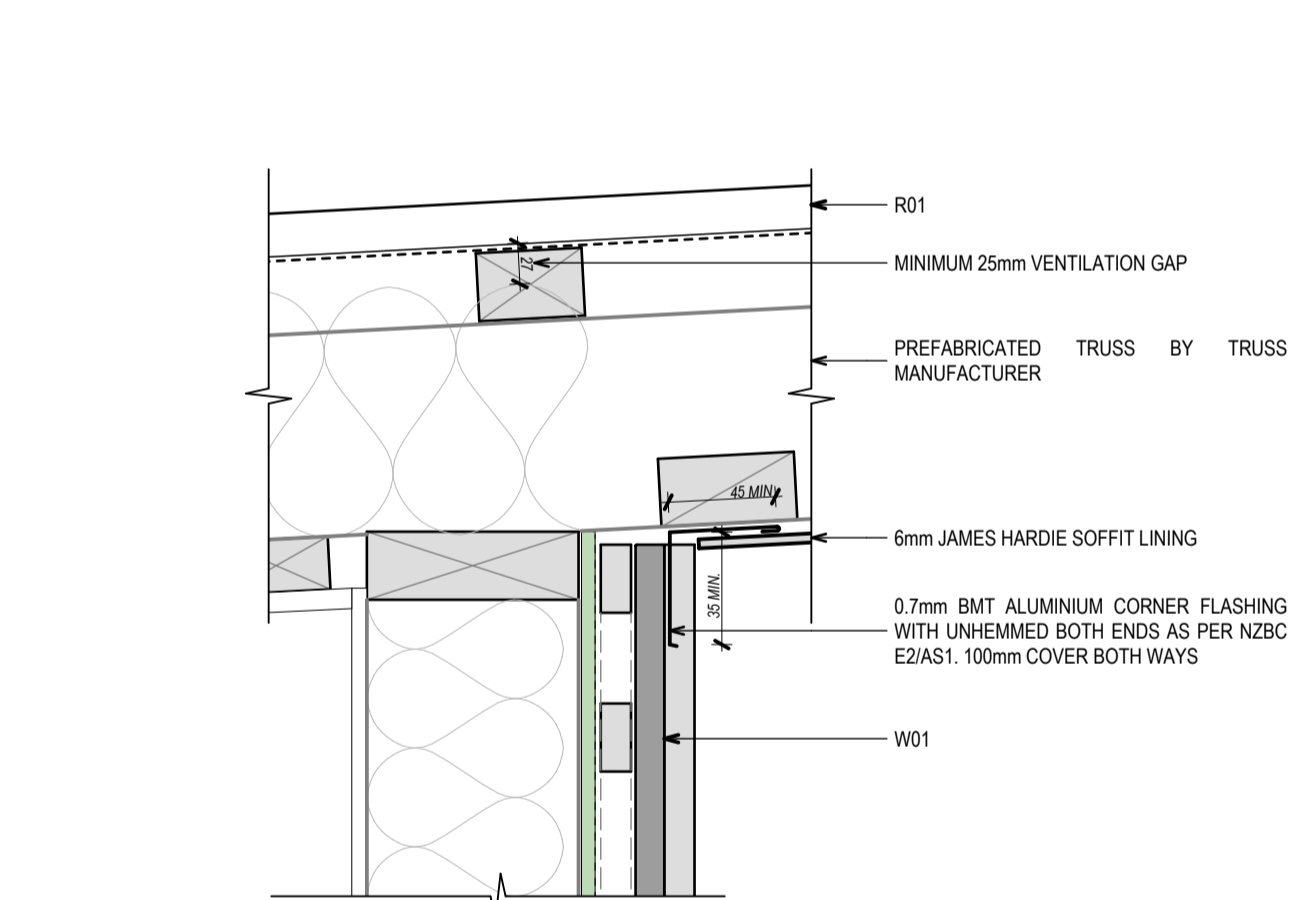 R01
27
MINIMUM 25mm VENTILATION GAP
PREFABRICATED TRUSS BY TRUSS
MANUFACTURER
45 MIN.
6mm JAMES HARDIE SOFFIT LINING
35 MIN.
0.7mm BMT ALUMINIUM CORNER FLASHING
WITH UNHEMMED BOTH ENDS AS PER NZBC
E2/AS1. 100mm COVER BOTH WAYS
W01